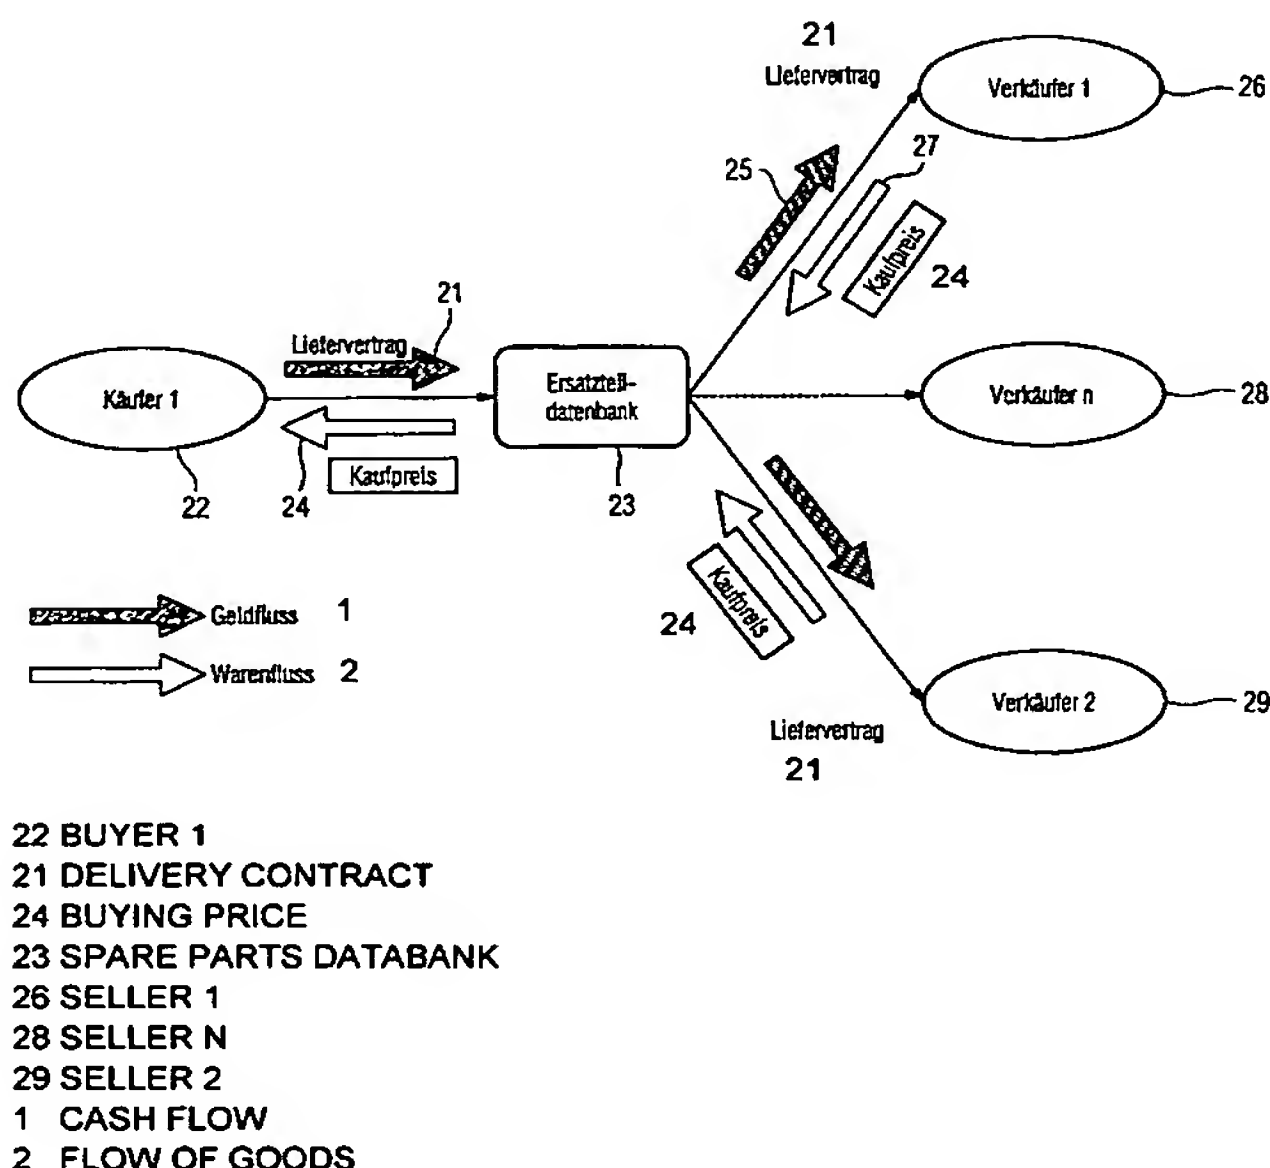 21
Liefervertrag
Verkäufer 1
26
27
25
Kaufpreis
24
21
Liefervertrag
Käufer 1
Ersatzteil-
datenbank
Verkäufer n
28
24
Kaufpreis
22
23
Kaufpreis
24
Geldfluss 1
Warenfluss 2
Verkäufer 2
29
Liefervertrag
21
22 BUYER 1
21 DELIVERY CONTRACT
24 BUYING PRICE
23 SPARE PARTS DATABANK
26 SELLER 1
28 SELLER N
29 SELLER 2
1 CASH FLOW
2 FLOW OF GOODS